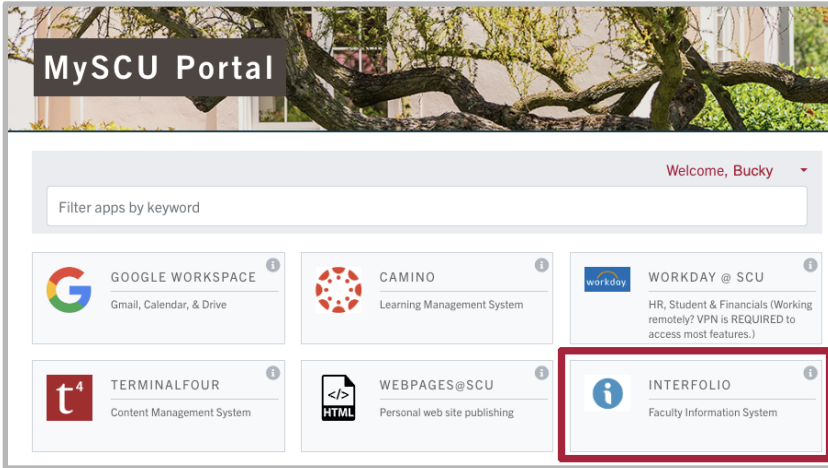 MySCU Portal
Welcome, Bucky
Filter apps by keyword
GOOGLE WORKSPACE
Gmail, Calendar, & Drive
CAMINO
Learning Management System
workday.
WORKDAY @ SCU
HR, Student & Financials (Working
remotely? VPN is REQUIRED to
access most features.)
t4
TERMINALFOUR
Content Management System
</>
HTML
WEBPAGES@SCU
Personal web site publishing
INTERFOLIO
Faculty Information System